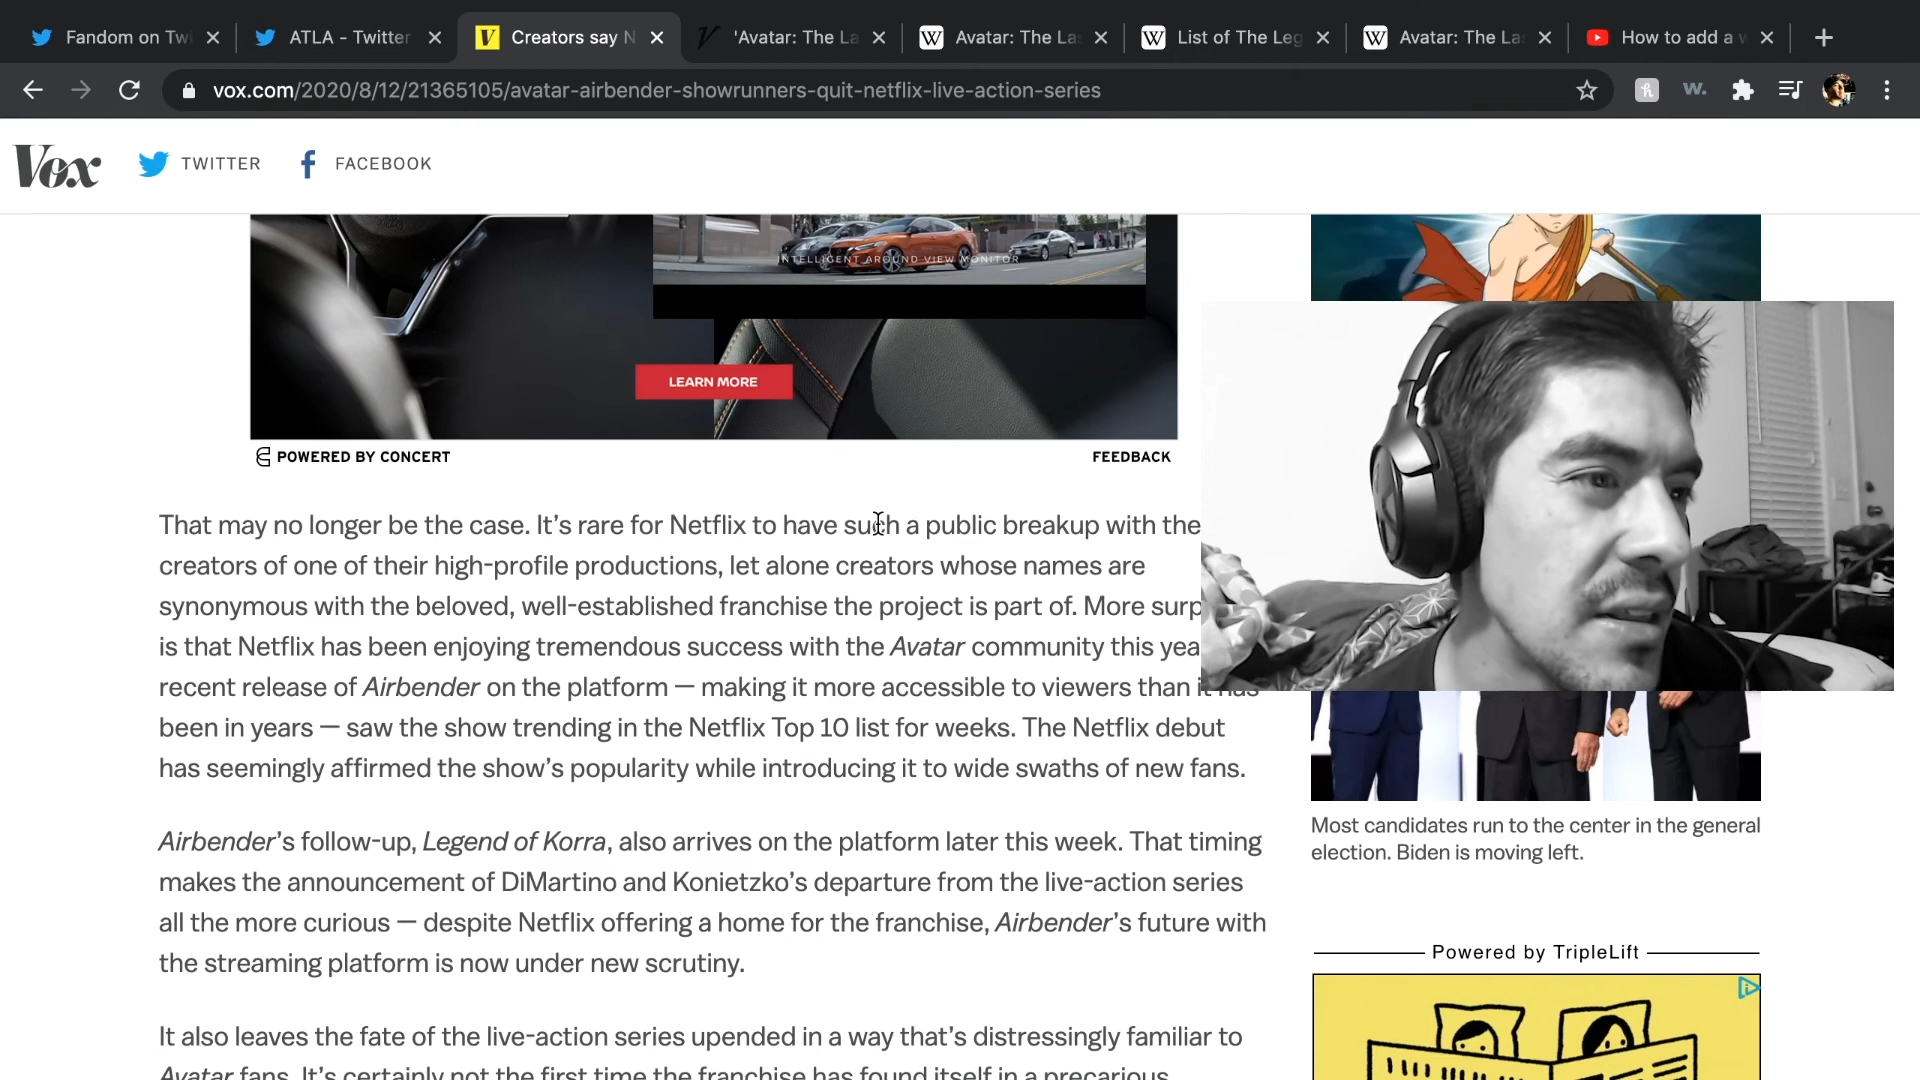 Fandom on Twi
ATLA - Twitter
Creators say N
'Avatar: The La
Avatar: The La
List of The Leg
Avatar: The La
How to add a w
vox.com/2020/8/12/21365105/avatar-airbender-showrunners-quit-netflix-live-action-series
Vox
TWITTER
FACEBOOK
INTELLIGENT AROUND VIEW MONITOR
LEARN MORE
POWERED BY CONCERT
FEEDBACK
That may no longer be the case. It’s rare for Netflix to have such a public breakup with the
creators of one of their high-profile productions, let alone creators whose names are
synonymous with the beloved, well-established franchise the project is part of. More surp
is that Netflix has been enjoying tremendous success with the Avatar community this yea
recent release of Airbender on the platform — making it more accessible to viewers than it has
been in years — saw the show trending in the Netflix Top 10 list for weeks. The Netflix debut
has seemingly affirmed the show’s popularity while introducing it to wide swaths of new fans.
Airbender’s follow-up, Legend of Korra, also arrives on the platform later this week. That timing
makes the announcement of DiMartino and Konietzko’s departure from the live-action series
all the more curious — despite Netflix offering a home for the franchise, Airbender’s future with
the streaming platform is now under new scrutiny.
It also leaves the fate of the live-action series upended in a way that’s distressingly familiar to
Avatar fans. It’s certainly not the first time the franchise has found itself in a precarious
Most candidates run to the center in the general
election. Biden is moving left.
Powered by TripleLift